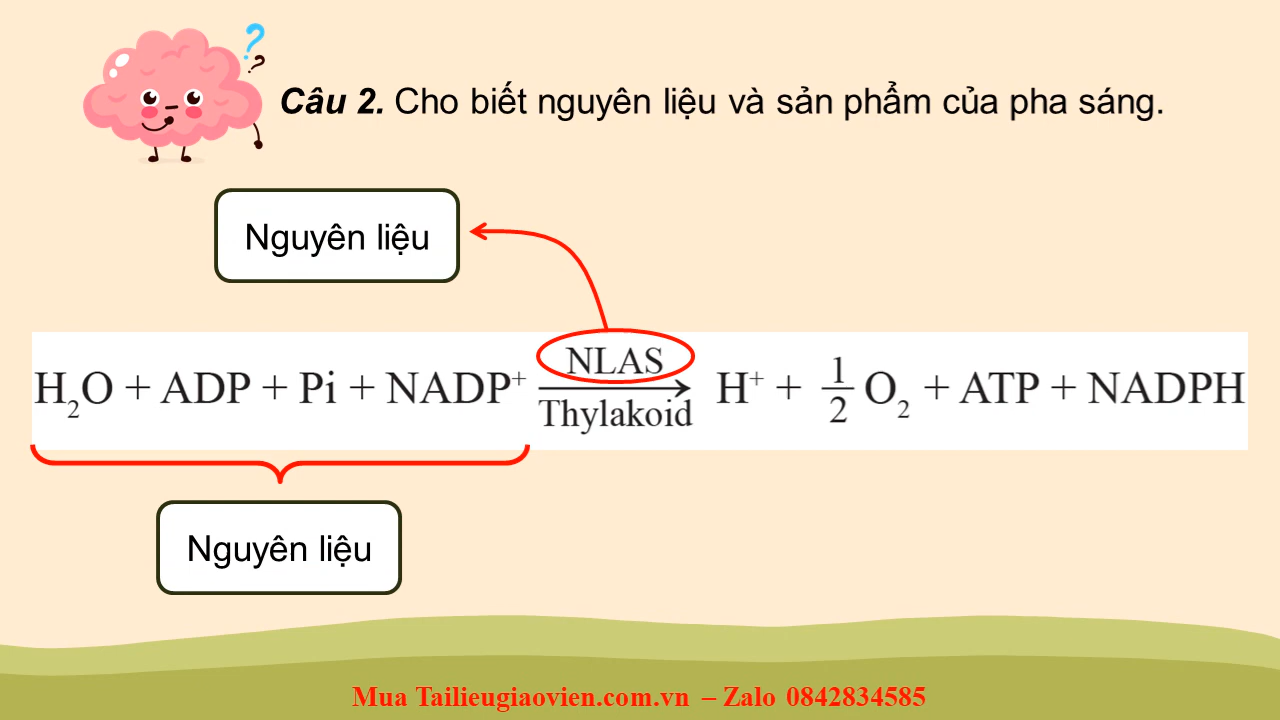 ??
Câu 2. Cho biết nguyên liệu và sản phẩm của pha sáng.
Nguyên liệu
H₂O + ADP + Pi + NADP⁺ NLAS Thylakoid H⁺ + 1/2 O₂ + ATP + NADPH
Nguyên liệu
Mua Tailieugiaovien.com.vn – Zalo 0842834585